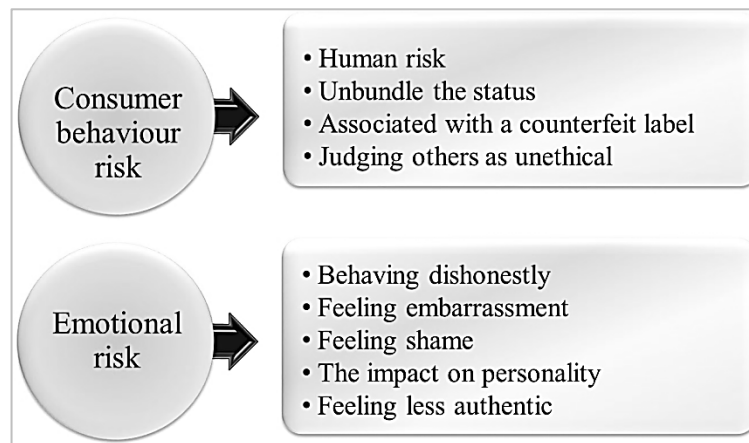 Consumer
behaviour
risk
• Human risk
• Unbundle the status
• Associated with a counterfeit label
• Judging others as unethical
Emotional
risk
• Behaving dishonestly
• Feeling embarrassment
• Feeling shame
• The impact on personality
• Feeling less authentic